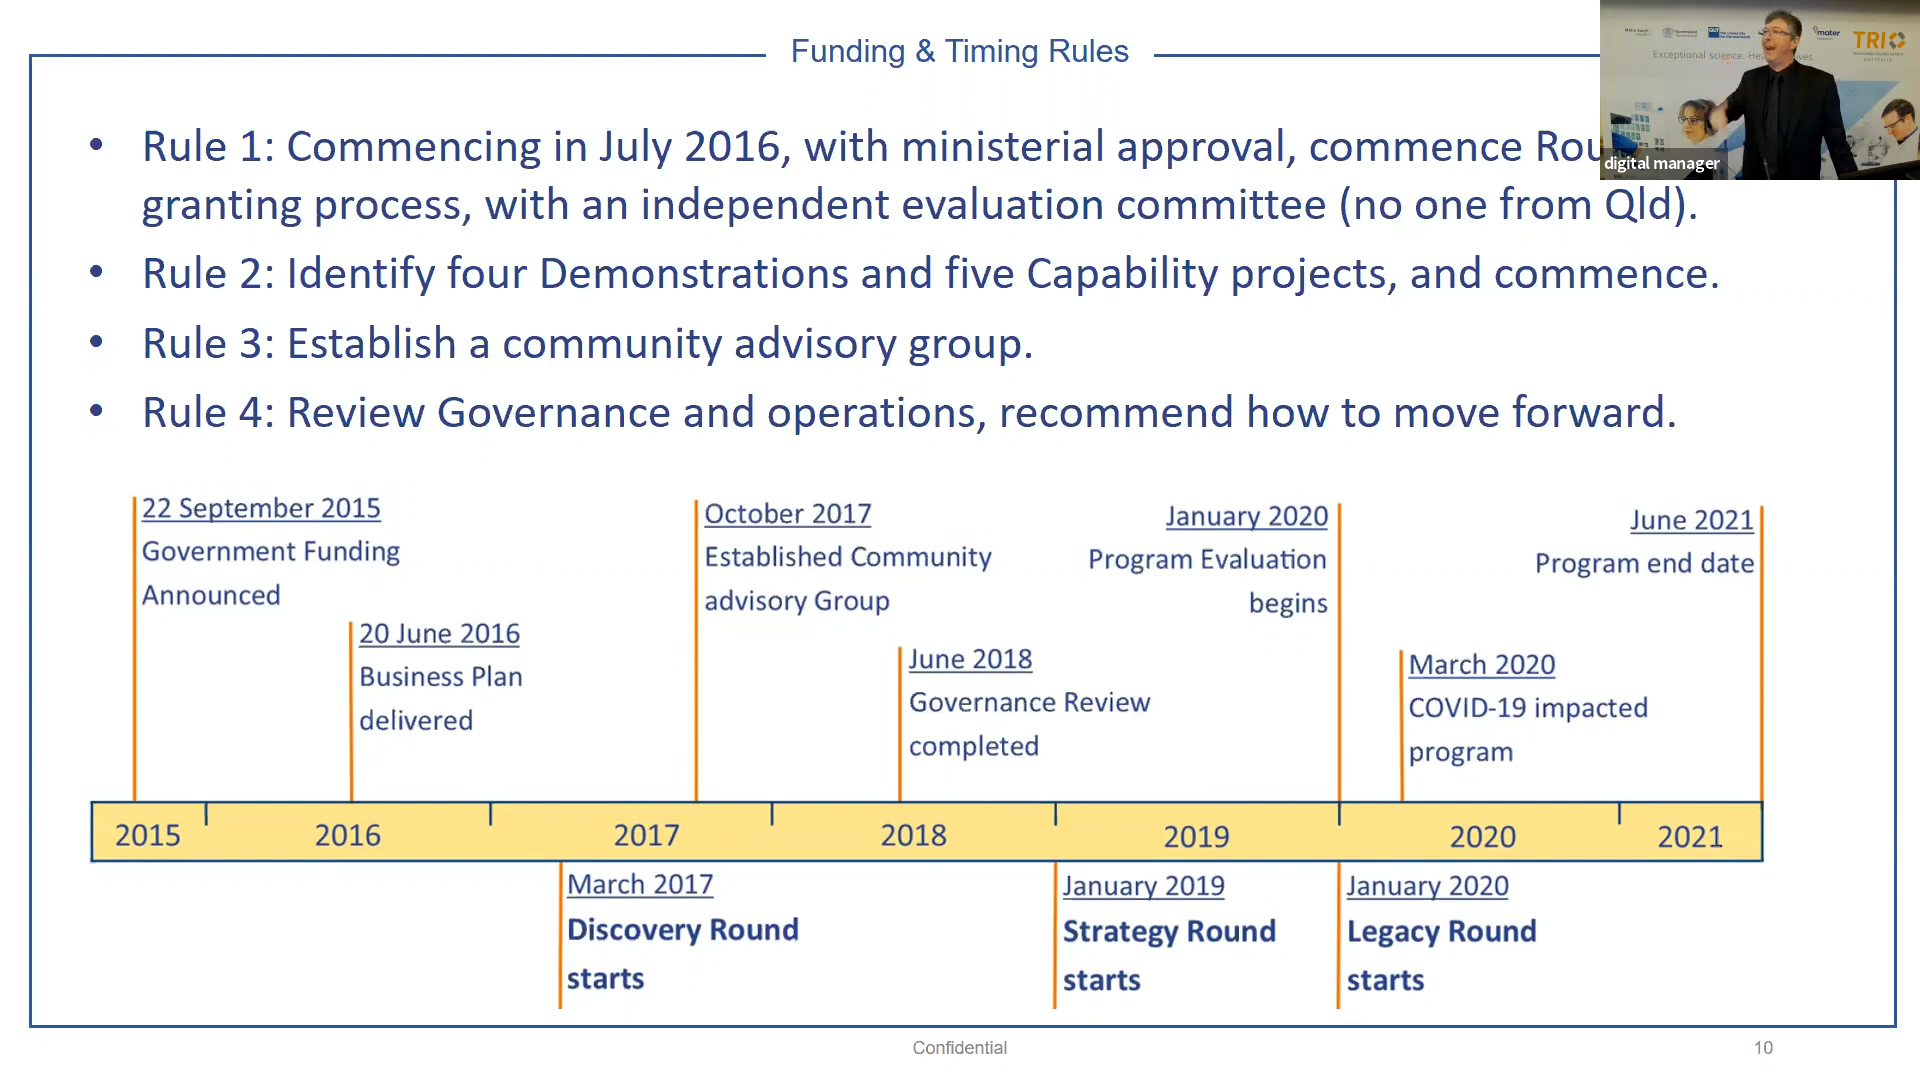 Funding & Timing Rules
• Rule 1: Commencing in July 2016, with ministerial approval, commence
granting process, with an independent evaluation committee (no one from Qld).
• Rule 2: Identify four Demonstrations and five Capability projects, and commence.
• Rule 3: Establish a community advisory group.
• Rule 4: Review Governance and operations, recommend how to move forward.
22 September 2015
Government Funding
Announced
20 June 2016
Business Plan
delivered
October 2017
Established Community
advisory Group
June 2018
Governance Review
completed
January 2020
Program Evaluation
begins
March 2020
COVID-19 impacted
program
June 2021
Program end date
2015 2016 2017 2018 2019 2020 2021
March 2017
Discovery Round
starts
January 2019
Strategy Round
starts
January 2020
Legacy Round
starts
Confidential
10
mater
TRI
AUSTRALIA
Exceptional science.
digital manager